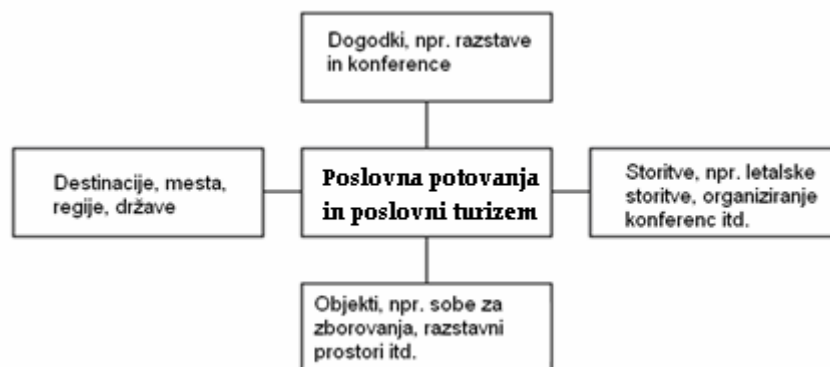 Dogodki, npr. razstave
in konference
Destinacije, mesta,
regije, države
Poslovna potovanja
in poslovni turizem
Storitve, npr. letalske
storitve, organiziranje
konferenc itd.
Objekti, npr. sobe za
zborovanja, razstavni
prostori itd.